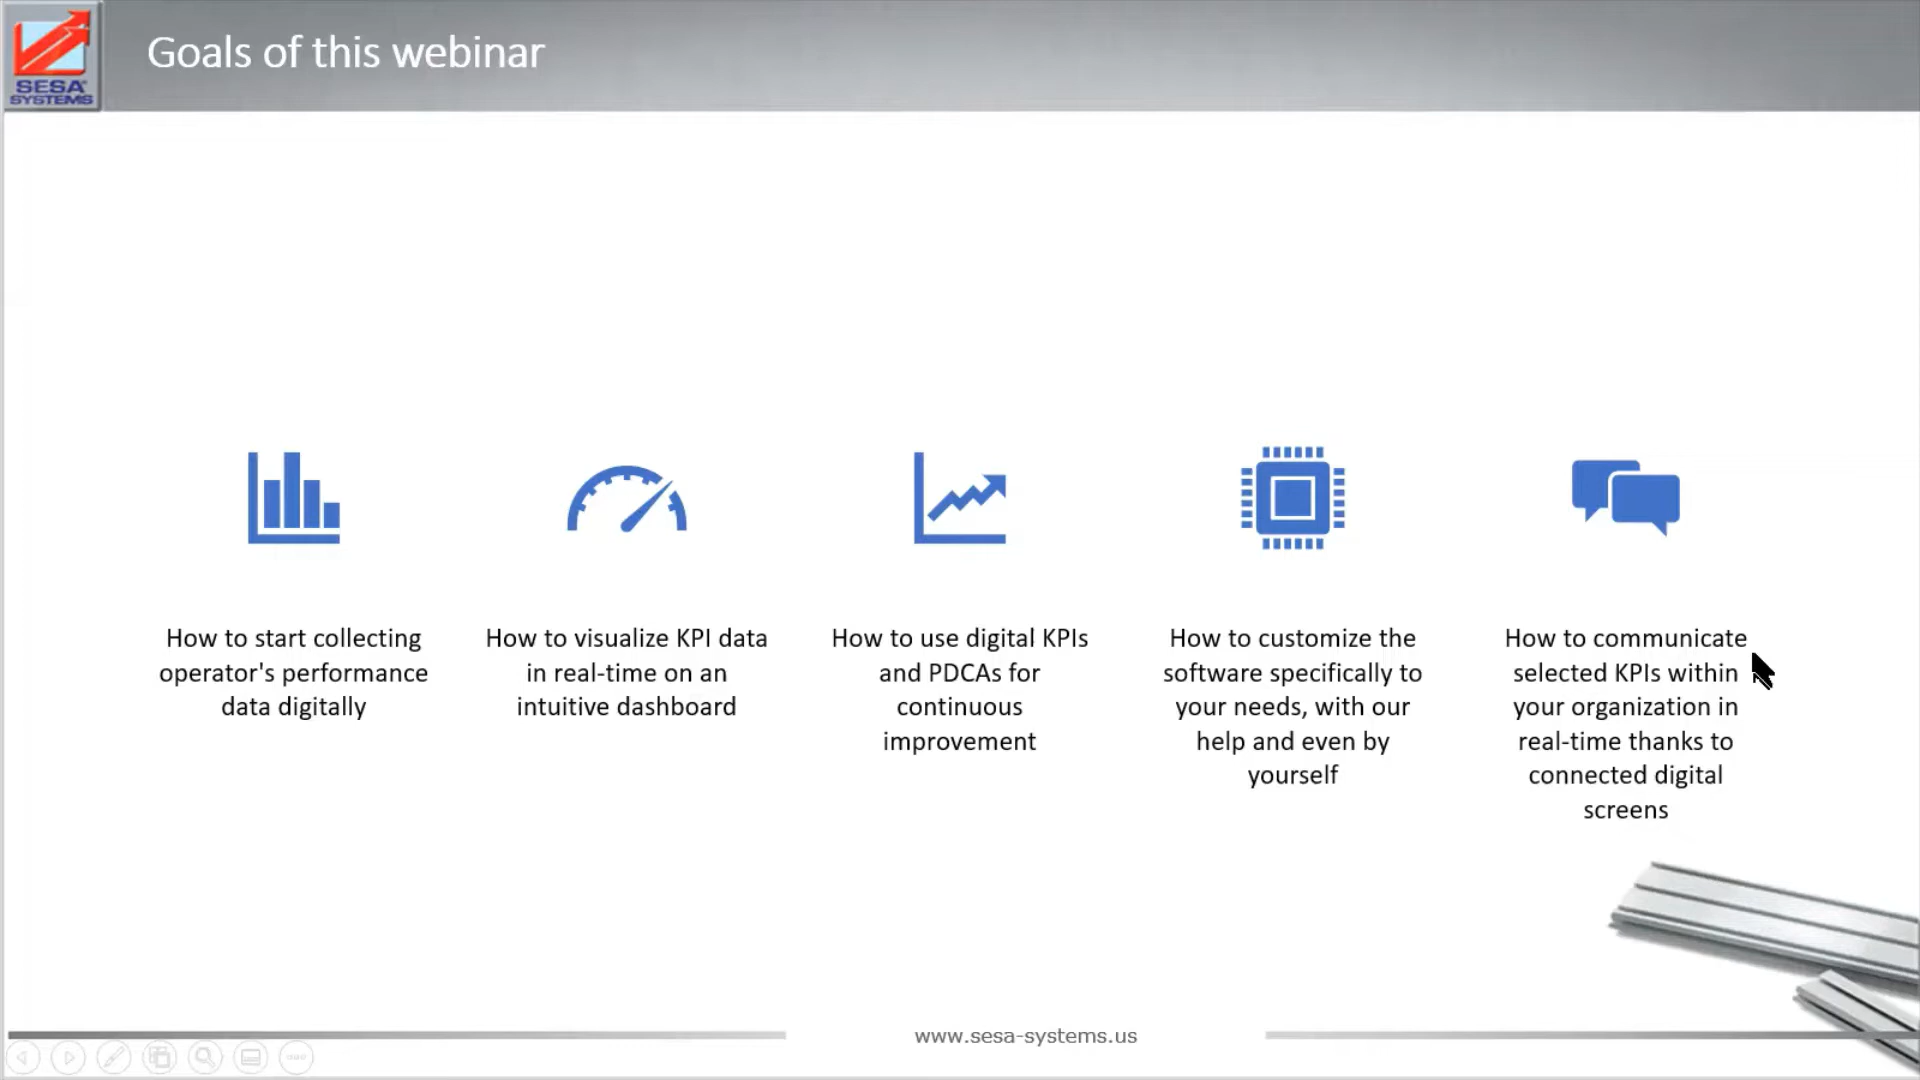 SESA
SYSTEMS
Goals of this webinar
How to start collecting
operator's performance
data digitally
How to visualize KPI data
in real-time on an
intuitive dashboard
How to use digital KPIs
and PDCAs for
continuous
improvement
How to customize the
software specifically to
your needs, with our
help and even by
yourself
How to communicate
selected KPIs within
your organization in
real-time thanks to
connected digital
screens
www.sesa-systems.us